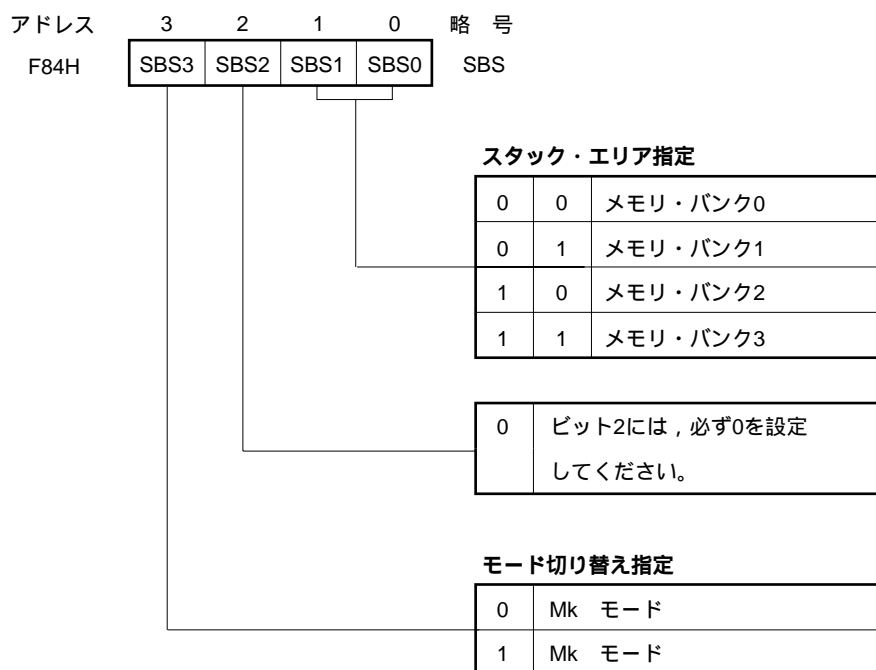 アドレス 3 2 1 0 略 号
F84H SBS3 SBS2 SBS1 SBS0 SBS
スタック・エリア指定
0 0 メモリ・バンク0
0 1 メモリ・バンク1
1 0 メモリ・バンク2
1 1 メモリ・バンク3
0 ビット2には，必ず0を設定
してください。
モード切り替え指定
0 Mk モード
1 Mk モード